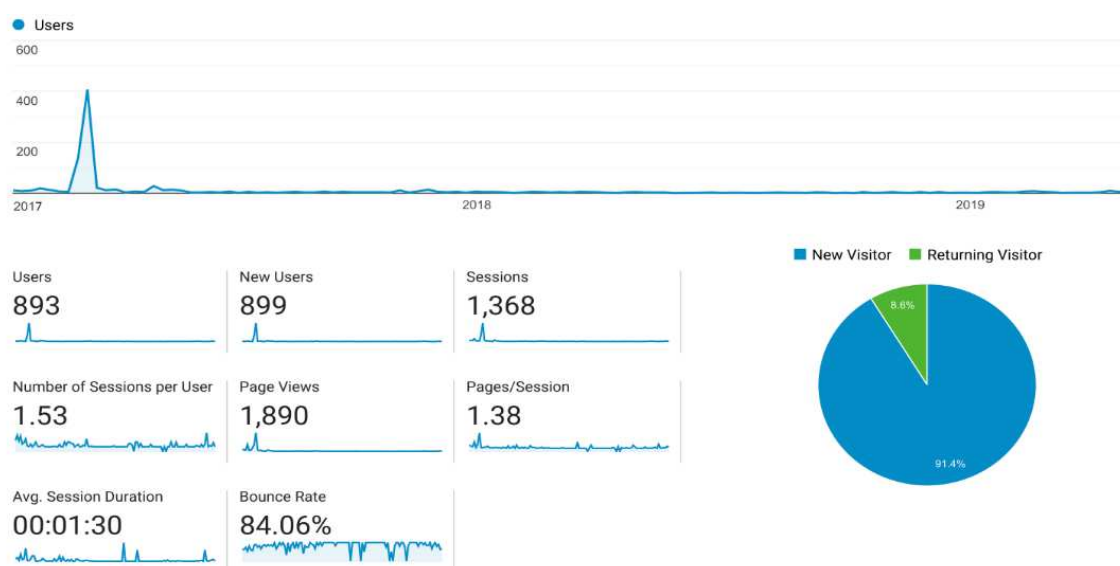 Users
600
400
200
2017 2018 2019
New Visitor Returning Visitor
Users New Users Sessions
893 899 1,368
8.6%
Number of Sessions per User Page Views Pages/Session
1.53 1,890 1.38
91.4%
Avg. Session Duration Bounce Rate
00:01:30 84.06%